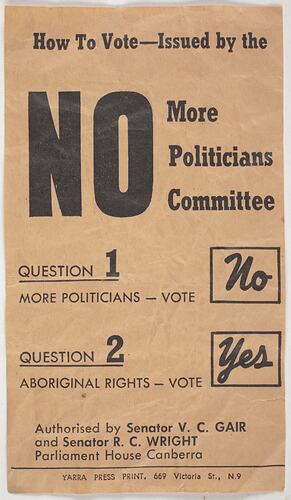 How To Vote—Issued by the
NO More
Politicians
Committee
QUESTION 1
MORE POLITICIANS — VOTE No
QUESTION 2
ABORIGINAL RIGHTS — VOTE Yes
Authorised by Senator V. C. GAIR
and Senator R. C. WRIGHT
Parliament House Canberra
YARRA PRESS PRINT, 669 Victoria St., N.9